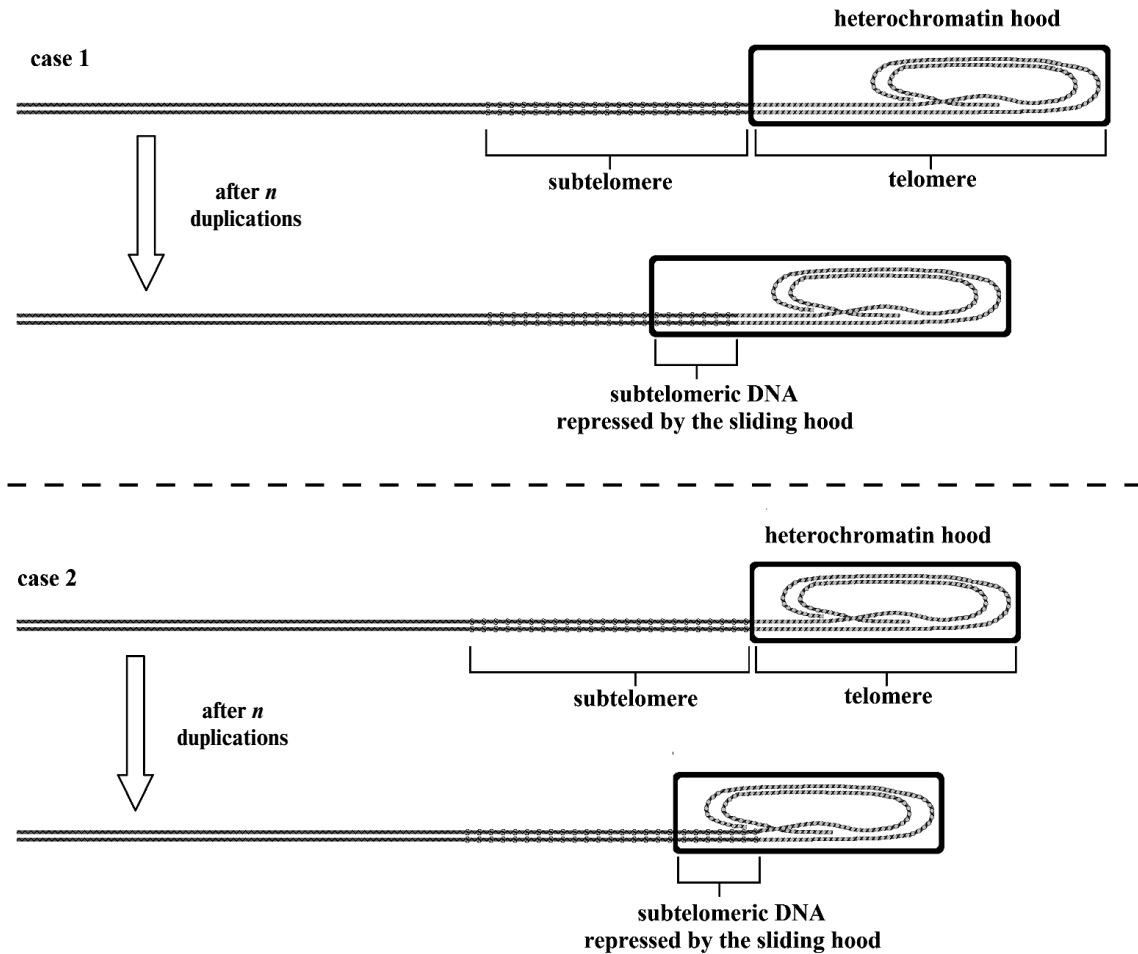 heterochromatin hood
case 1
subtelomere
telomere
after n
duplications
subtelomeric DNA
repressed by the sliding hood
heterochromatin hood
case 2
subtelomere
telomere
after n
duplications
subtelomeric DNA
repressed by the sliding hood